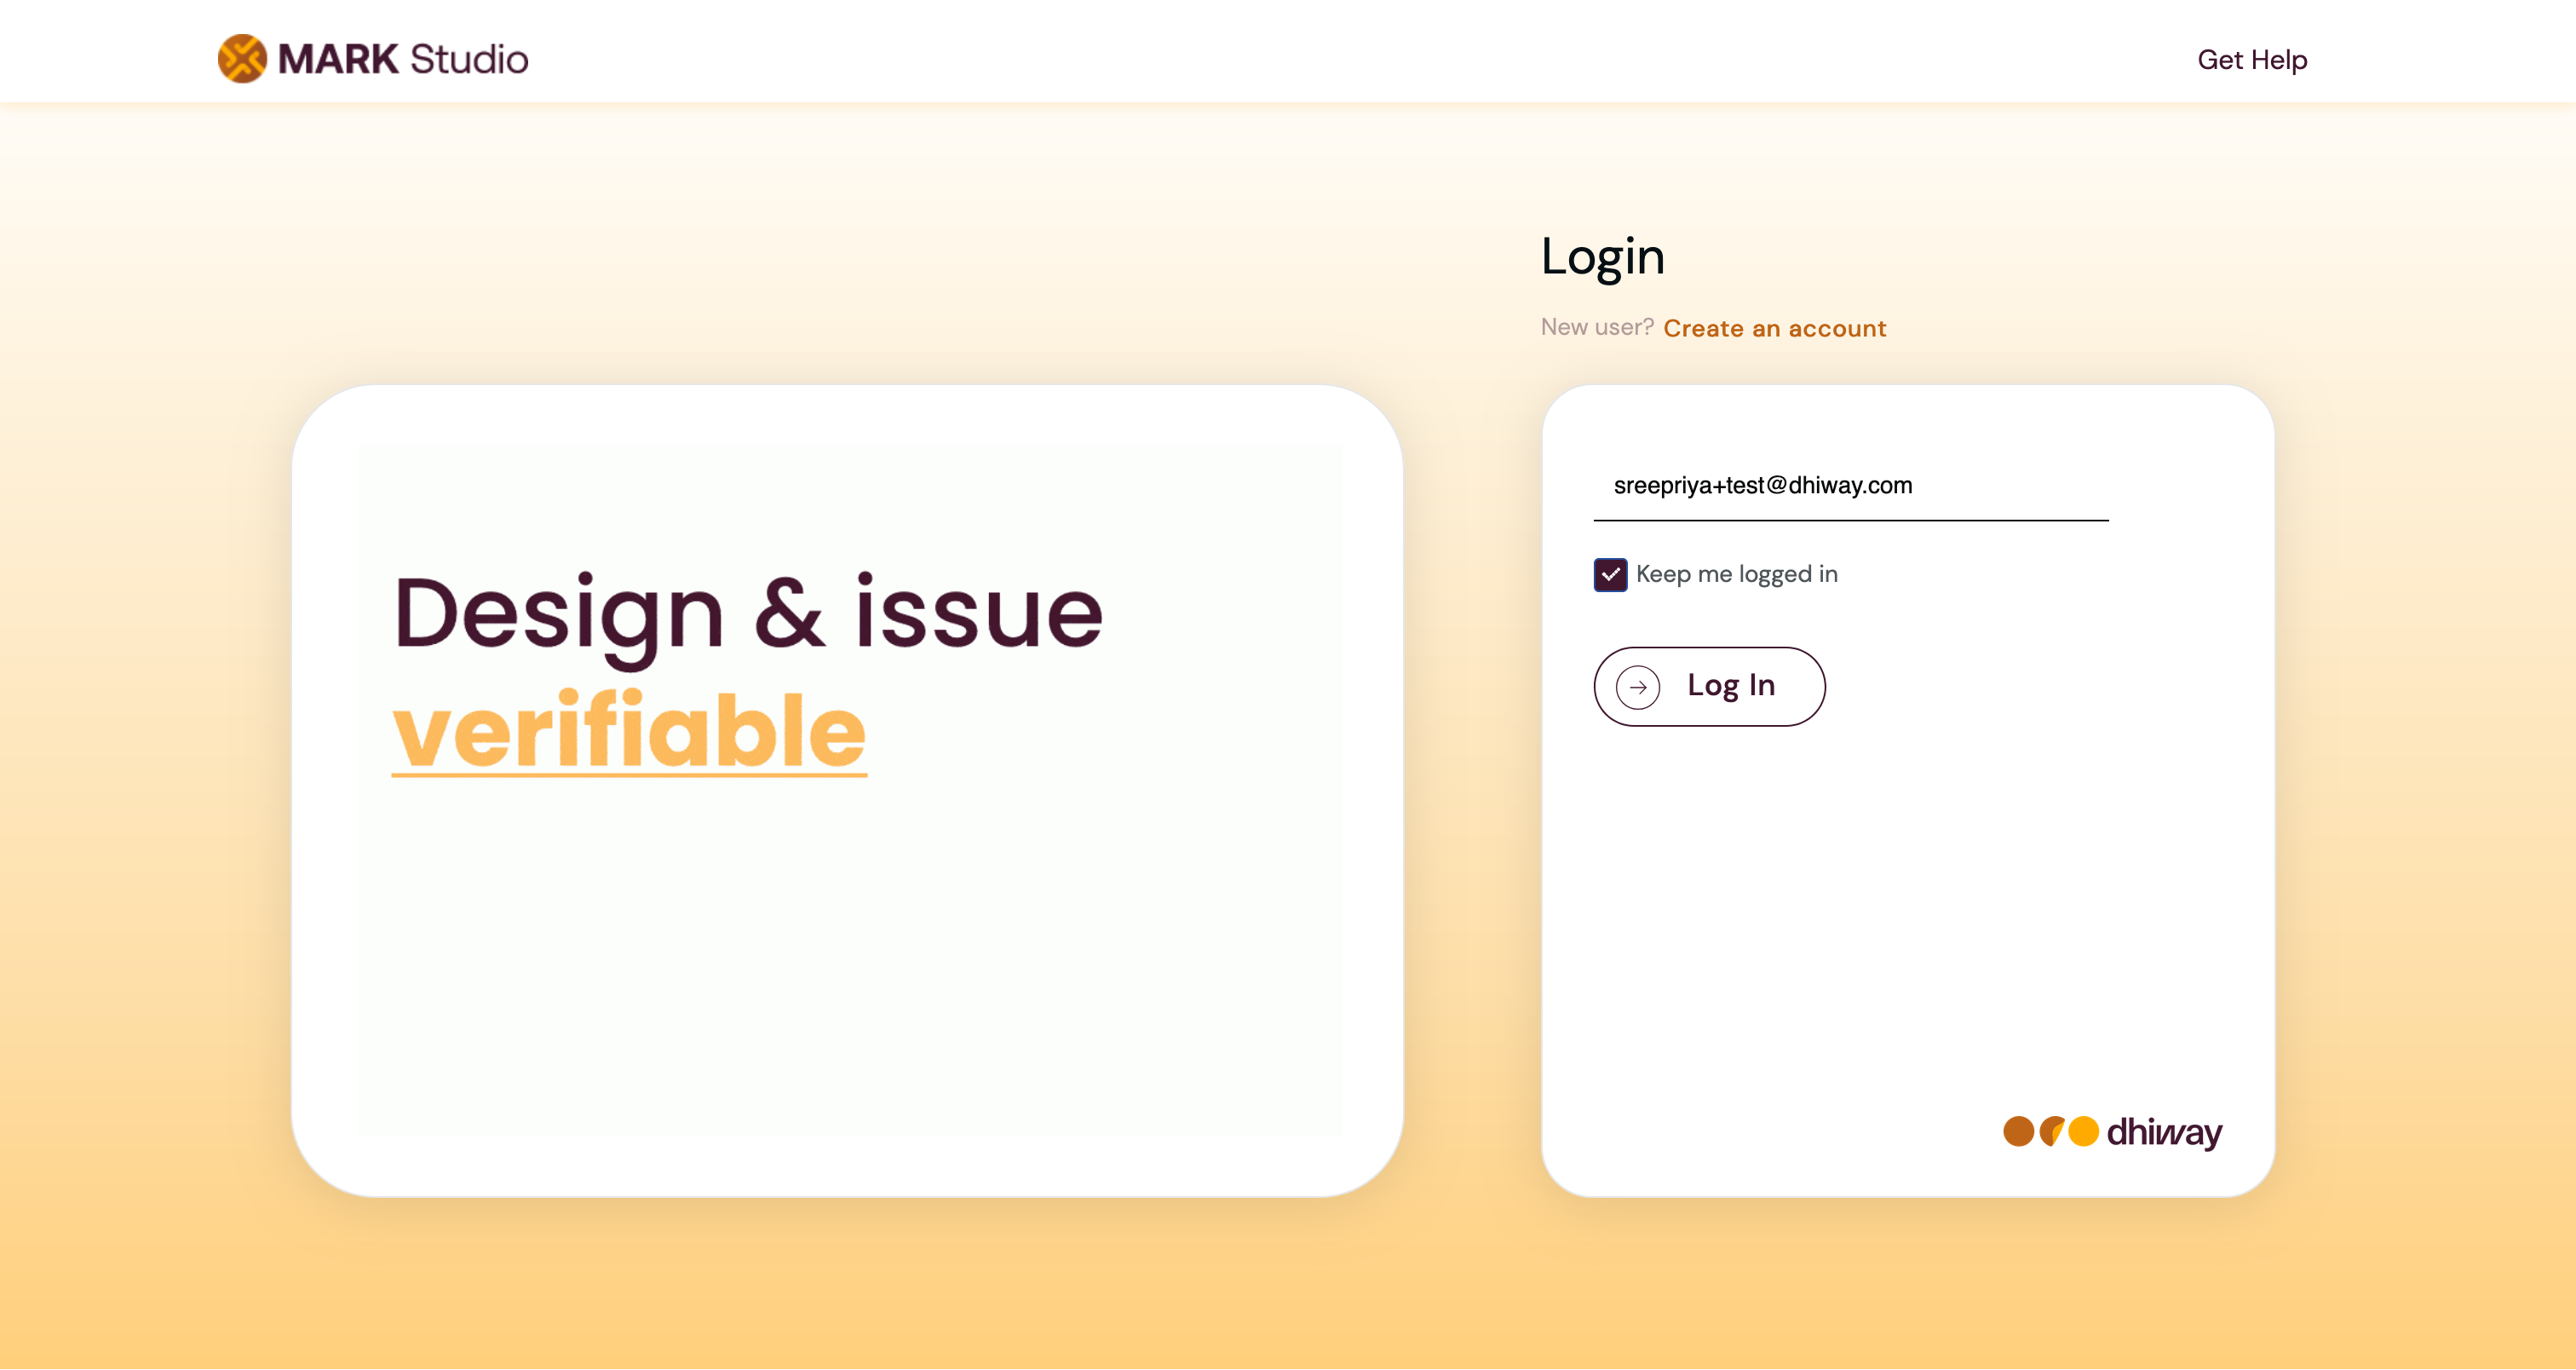 MARK Studio
Get Help
Login
New user? Create an account
Design & issue
verifiable
sreepriya+test@dhiway.com
Keep me logged in
Log In
dhiway